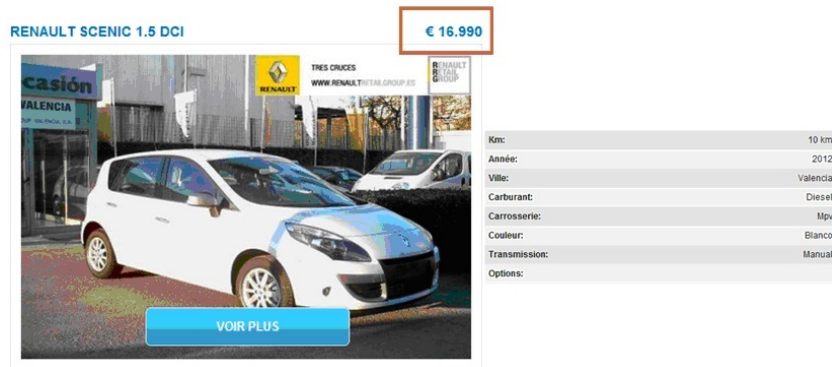 RENAULT SCENIC 1.5 DCI
€ 16.990
RENAULT
TRES CRUCES
WWW.RENAULTRETAILGROUP.ES
RENAULT
RETAIL
GROUP
casión
VALENCIA
VOIR PLUS
Km: 10 km
Année: 2012
Ville: Valencia
Carburant: Diesel
Carrosserie: Mpv
Couleur: Blanco
Transmission: Manual
Options: